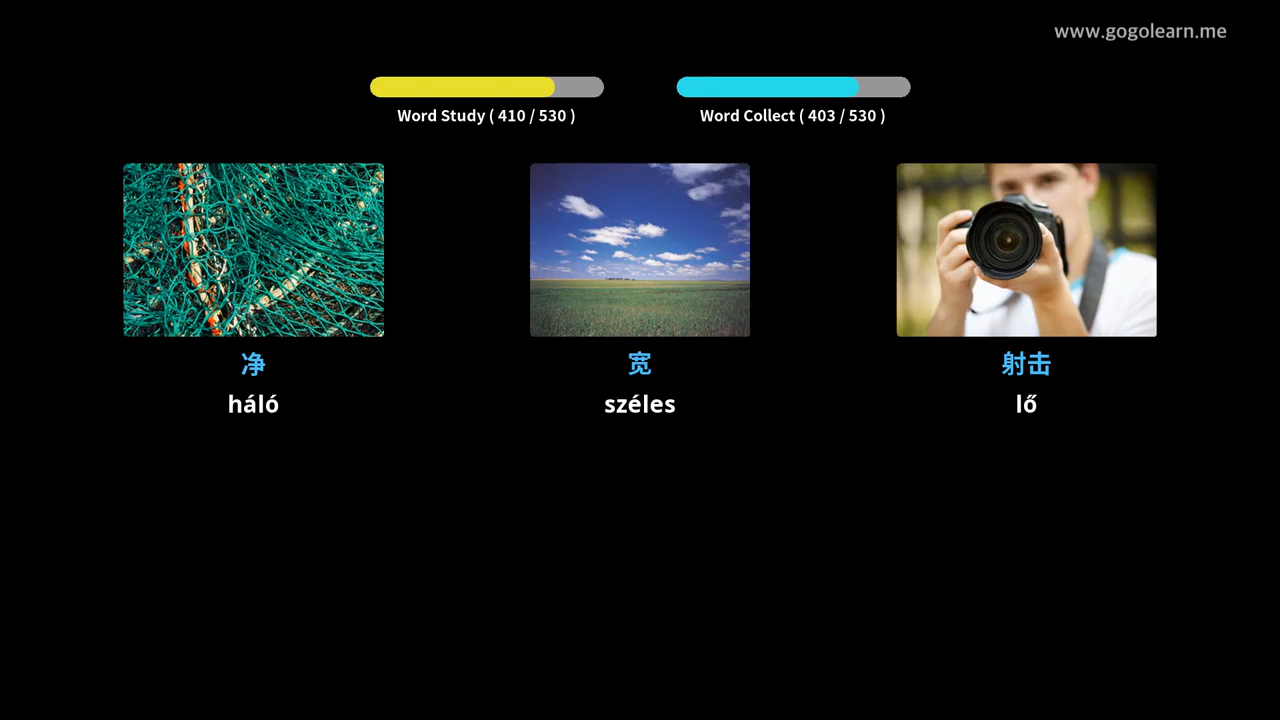 www.gogolearn.me
Word Study ( 410 / 530 )
Word Collect ( 403 / 530 )
净
宽
射击
háló
széles
lő